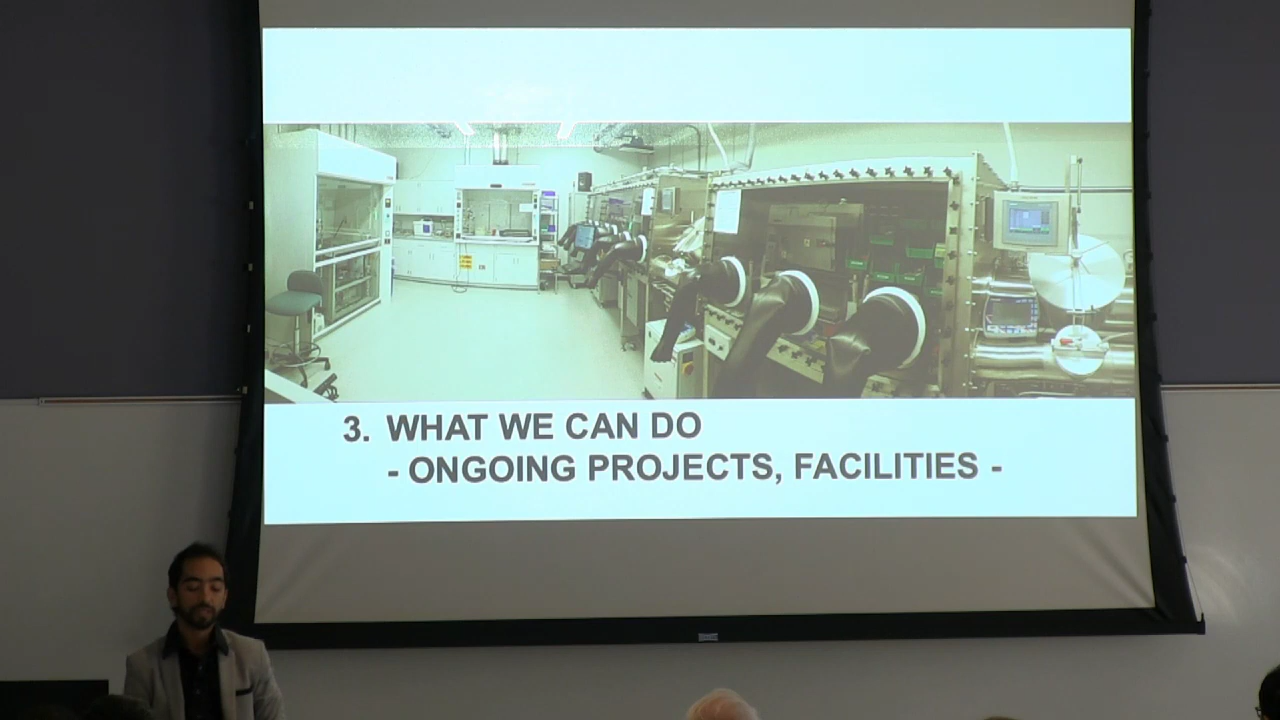 3. WHAT WE CAN DO
- ONGOING PROJECTS, FACILITIES -